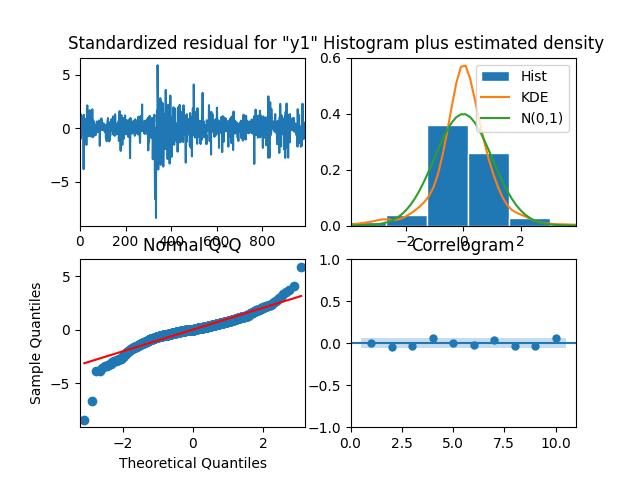 Standardized residual for "y1"
5
0
−5
0 200 400 600 800
Histogram plus estimated density
0.6
0.4
0.2
0.0
−2 0 2
Hist
KDE
N(0,1)
Normal Q-Q
Sample Quantiles
5
0
−5
−2 0 2
Theoretical Quantiles
Correlogram
1.0
0.5
0.0
−0.5
−1.0
0.0 2.5 5.0 7.5 10.0